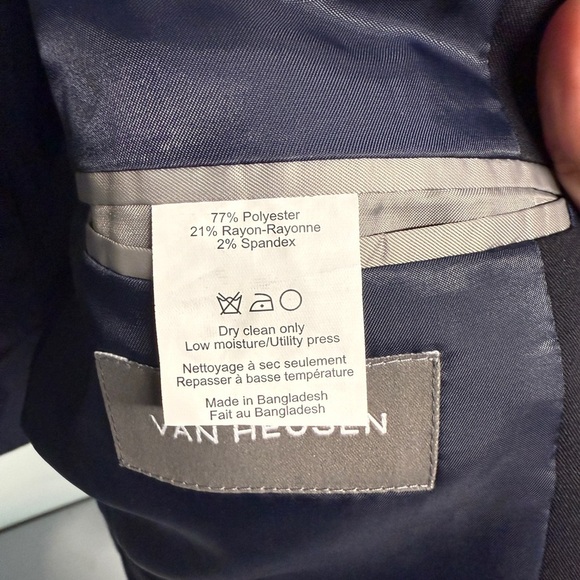 77% Polyester
21% Rayon-Rayonne
2% Spandex
Dry clean only
Low moisture/Utility press
Nettoyage à sec seulement
Repasser à basse température
Made in Bangladesh
Fait au Bangladesh
VAN HEUSEN